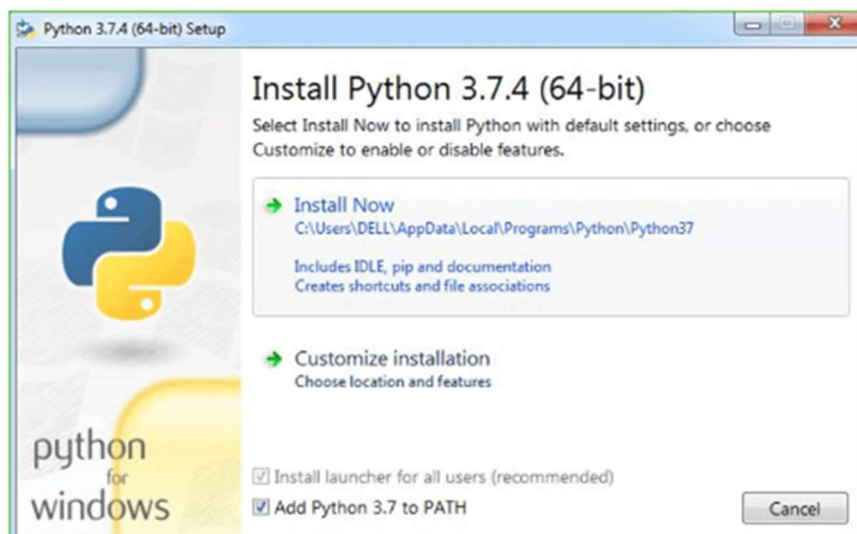 Python 3.7.4 (64-bit) Setup
Install Python 3.7.4 (64-bit)
Select Install Now to install Python with default settings, or choose
Customize to enable or disable features.
Install Now
C:\Users\DELL\AppData\Local\Programs\Python\Python37
Includes IDLE, pip and documentation
Creates shortcuts and file associations
Customize installation
Choose location and features
python
for
windows
Install launcher for all users (recommended)
Add Python 3.7 to PATH
Cancel